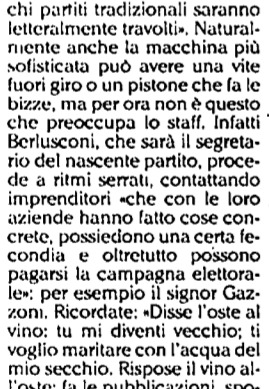 chi partiti tradizionali saranno
letteralmente travolti». Natural-
mente anche la macchina più
sofisticata può avere una vite
fuori giro o un pistone che fa le
bizze, ma per ora non è questo
che preoccupa lo staff. Infatti
Berlusconi, che sarà il segreta-
rio del nascente partito, proce-
de a ritmi serrati, contattando
imprenditori «che con le loro
aziende hanno fatto cose con-
crete, possiedono una certa fe-
condia e oltretutto possono
pagarsi la campagna elettora-
le»: per esempio il signor Gaz-
zoni. Ricordate: «Disse l'oste al
vino: tu mi diventi vecchio; ti
voglio maritare con l'acqua del
mio secchio. Rispose il vino al-
l'oste: fa le pubblicazioni, spo-